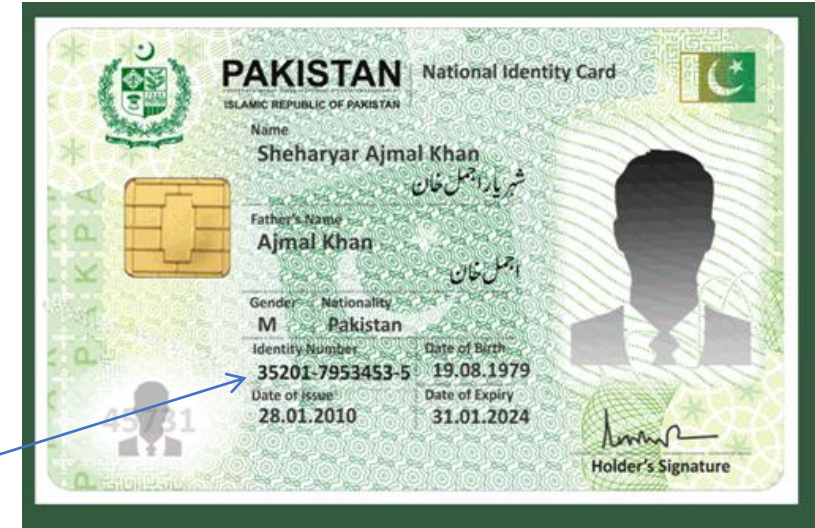 PAKISTAN National Identity Card
ISLAMIC REPUBLIC OF PAKISTAN
Name
Sheharyar Ajmal Khan
شہریار اجمل خان
Father's Name
Ajmal Khan
اجمل خان
Gender Nationality
M Pakistan
Identity Number Date of Birth
35201-7953453-5 19.08.1979
Date of Issue Date of Expiry
28.01.2010 31.01.2024
Holder's Signature